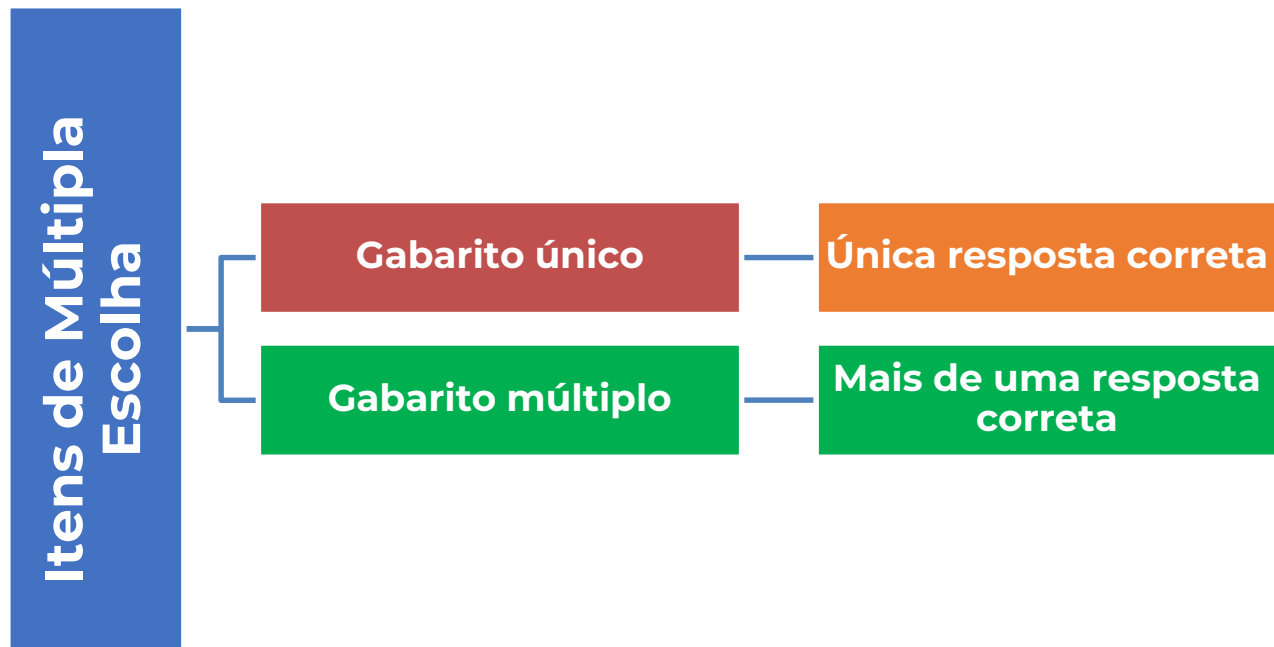 Itens de Múltipla
Escolha
Gabarito único
Única resposta correta
Gabarito múltiplo
Mais de uma resposta
correta